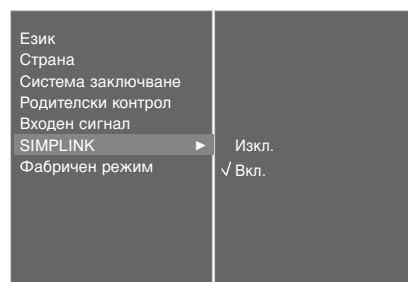 Език
Страна
Система заключване
Родителски контрол
Входен сигнал
SIMPLINK ►
Фабричен режим
Изкл.
√ Вкл.